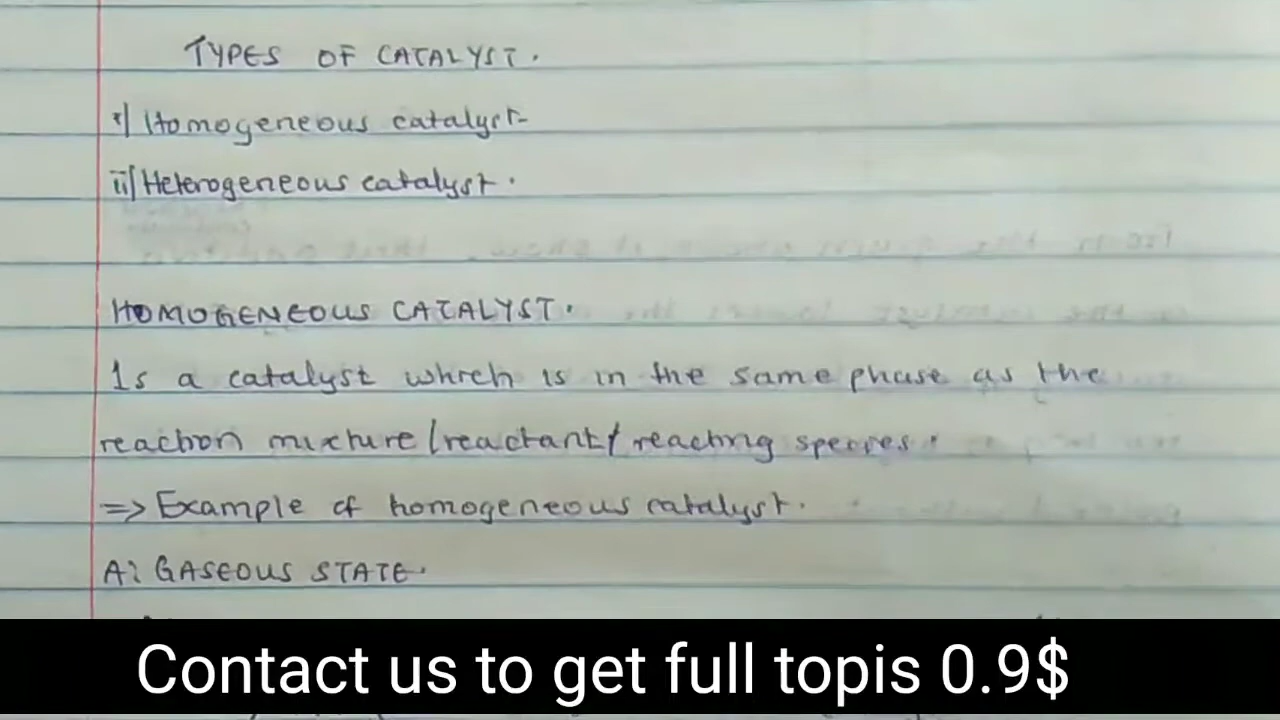 TYPES OF CATALYST.
i/ Homogeneous catalyst-
ii/ Heterogeneous catalyst.
HOMOGENEOUS CATALYST.
Is a catalyst which is in the same phase as the
reaction mixture/reactant/reacting species.
=> Example of homogeneous catalyst.
A: GASEOUS STATE.
Contact us to get full topis 0.9$